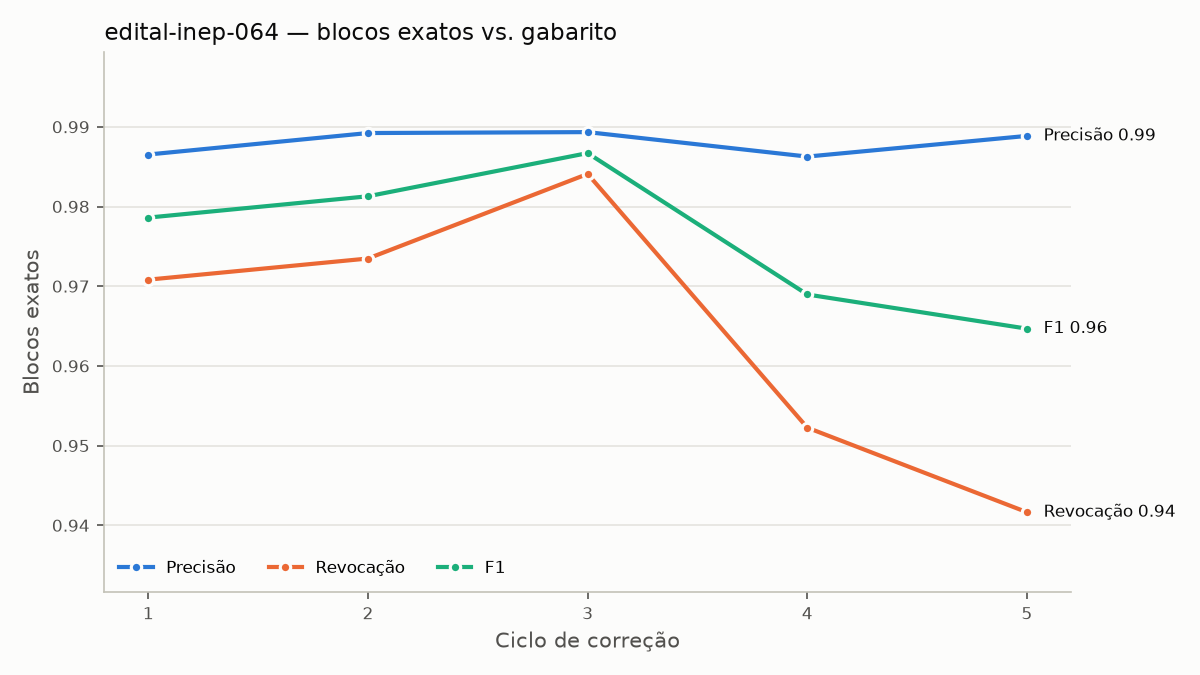 edital-inep-064 — blocos exatos vs. gabarito
Blocos exatos
0.99
0.98
0.97
0.96
0.95
0.94
Precisão 0.99
F1 0.96
Revocação 0.94
Precisão Revocação F1
1 2 3 4 5
Ciclo de correção